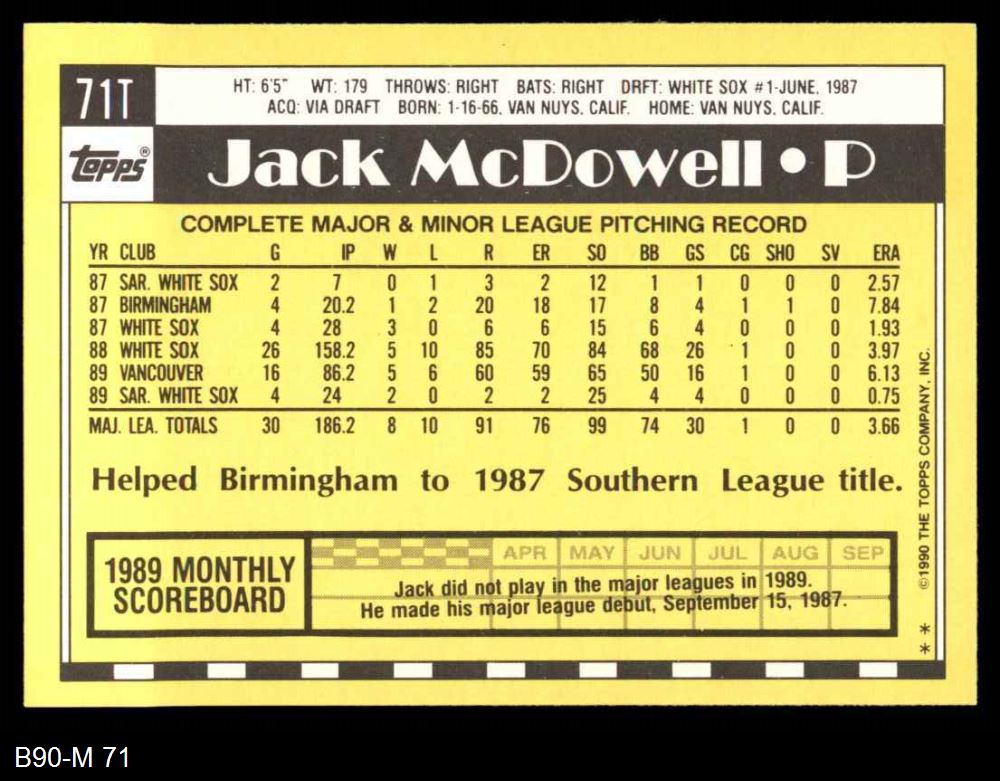 71T
HT: 6'5" WT: 179 THROWS: RIGHT BATS: RIGHT DRFT: WHITE SOX #1-JUNE, 1987
ACQ: VIA DRAFT BORN: 1-16-66, VAN NUYS, CALIF. HOME: VAN NUYS, CALIF.
TOPPS®
Jack McDowell • P
COMPLETE MAJOR & MINOR LEAGUE PITCHING RECORD
YR CLUB G IP W L R ER SO BB GS CG SHO SV ERA
87 SAR. WHITE SOX 2 7 0 1 3 2 12 1 1 0 0 0 2.57
87 BIRMINGHAM 4 20.2 1 2 20 18 17 8 4 1 1 0 7.84
87 WHITE SOX 4 28 3 0 6 6 15 6 4 0 0 0 1.93
88 WHITE SOX 26 158.2 5 10 85 70 84 68 26 1 0 0 3.97
89 VANCOUVER 16 86.2 5 6 60 59 65 50 16 1 0 0 6.13
89 SAR. WHITE SOX 4 24 2 0 2 2 25 4 4 0 0 0 0.75
MAJ. LEA. TOTALS 30 186.2 8 10 91 76 99 74 30 1 0 0 3.66
Helped Birmingham to 1987 Southern League title.
1989 MONTHLY
SCOREBOARD
APR MAY JUN JUL AUG SEP
Jack did not play in the major leagues in 1989.
He made his major league debut, September 15, 1987.
©1990 THE TOPPS COMPANY, INC.
* *
B90-M 71